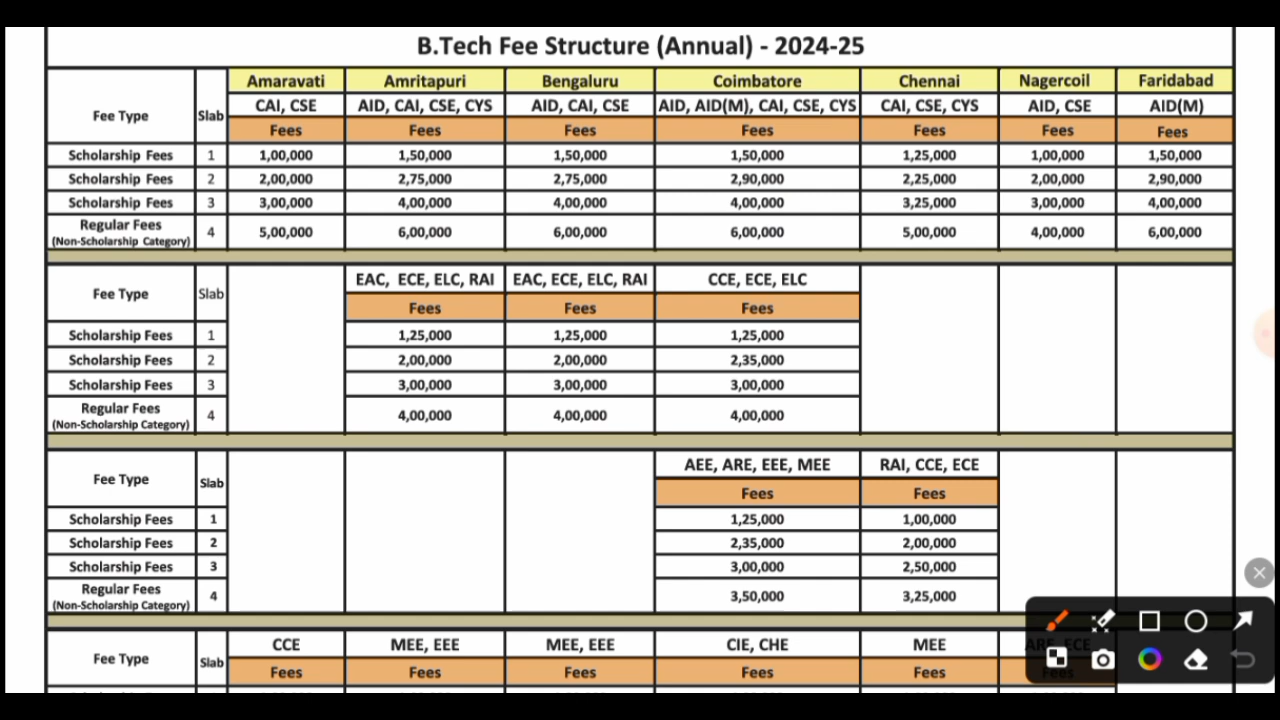 B.Tech Fee Structure (Annual) - 2024-25
Fee Type Slab Amaravati Amritapuri Bengaluru Coimbatore Chennai Nagercoil Faridabad
CAI, CSE AID, CAI, CSE, CYS AID, CAI, CSE AID, AID(M), CAI, CSE, CYS CAI, CSE, CYS AID, CSE AID(M)
Fees Fees Fees Fees Fees Fees Fees
Scholarship Fees 1 1,00,000 1,50,000 1,50,000 1,50,000 1,25,000 1,00,000 1,50,000
Scholarship Fees 2 2,00,000 2,75,000 2,75,000 2,90,000 2,25,000 2,00,000 2,90,000
Scholarship Fees 3 3,00,000 4,00,000 4,00,000 4,00,000 3,25,000 3,00,000 4,00,000
Regular Fees
(Non-Scholarship Category) 4 5,00,000 6,00,000 6,00,000 6,00,000 5,00,000 4,00,000 6,00,000
Fee Type Slab EAC, ECE, ELC, RAI EAC, ECE, ELC, RAI CCE, ECE, ELC
Fees Fees Fees
Scholarship Fees 1 1,25,000 1,25,000 1,25,000
Scholarship Fees 2 2,00,000 2,00,000 2,35,000
Scholarship Fees 3 3,00,000 3,00,000 3,00,000
Regular Fees
(Non-Scholarship Category) 4 4,00,000 4,00,000 4,00,000
Fee Type Slab AEE, ARE, EEE, MEE RAI, CCE, ECE
Fees Fees
Scholarship Fees 1 1,25,000 1,00,000
Scholarship Fees 2 2,35,000 2,00,000
Scholarship Fees 3 3,00,000 2,50,000
Regular Fees
(Non-Scholarship Category) 4 3,50,000 3,25,000
Fee Type Slab CCE MEE, EEE MEE, EEE CIE, CHE MEE ARE, ECE
Fees Fees Fees Fees Fees Fees